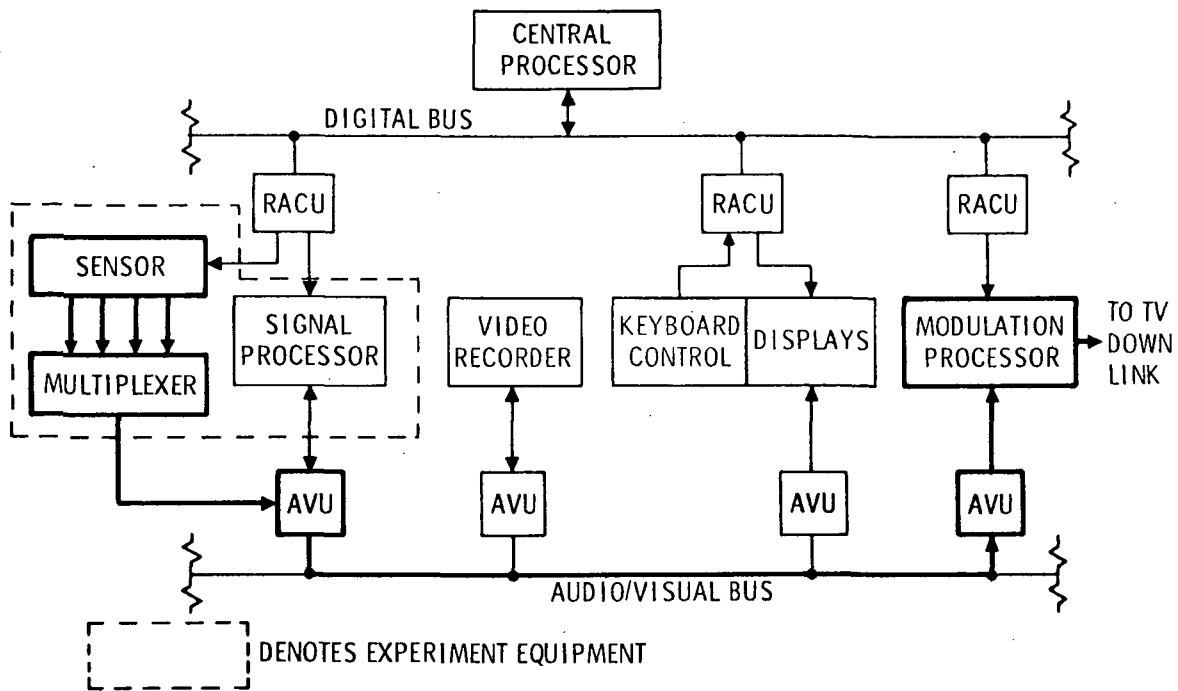 CENTRAL
PROCESSOR
DIGITAL BUS
RACU
RACU
RACU
SENSOR
MULTIPLEXER
SIGNAL
PROCESSOR
VIDEO
RECORDER
KEYBOARD
CONTROL
DISPLAYS
MODULATION
PROCESSOR
TO TV
DOWN
LINK
AVU
AVU
AVU
AVU
AUDIO/VISUAL BUS
DENOTES EXPERIMENT EQUIPMENT